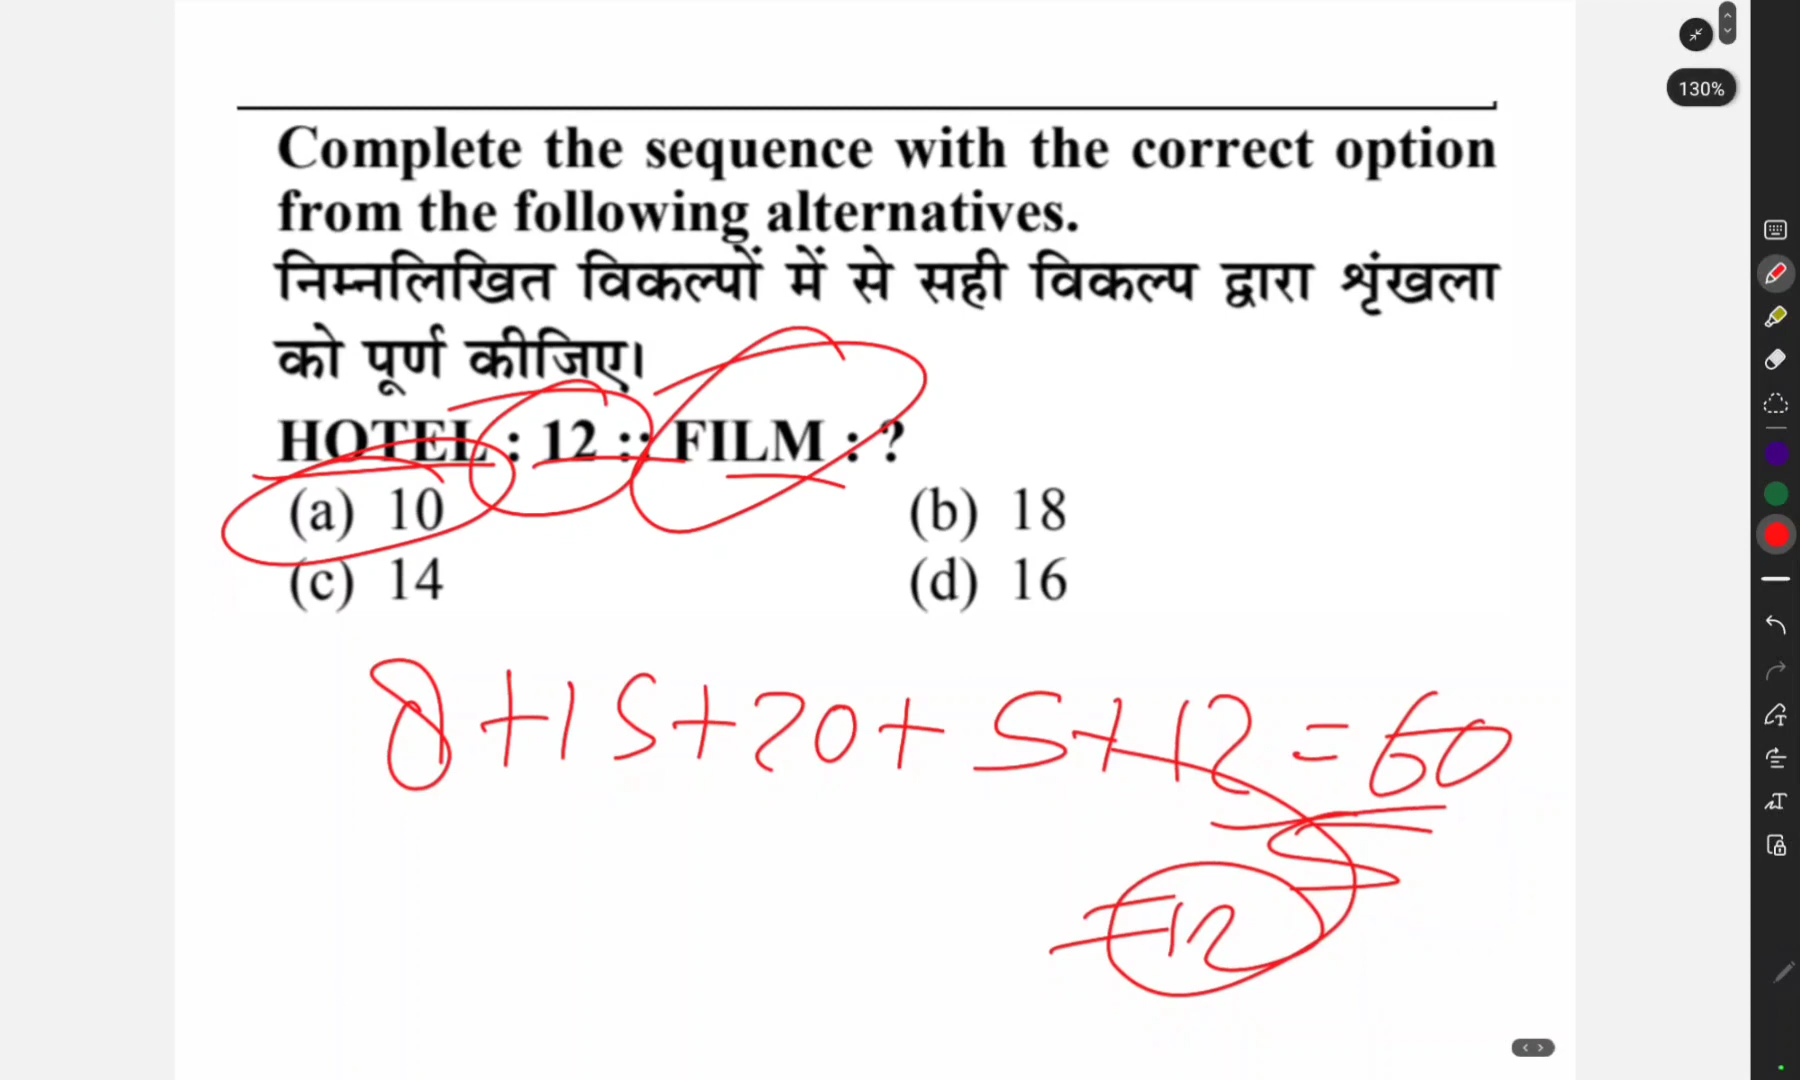 130%
Complete the sequence with the correct option
from the following alternatives.
निम्नलिखित विकल्पों में से सही विकल्प द्वारा शृंखला
को पूर्ण कीजिए।
HOTEL : 12 :: FILM : ?
(a) 10 (b) 18
(c) 14 (d) 16
8+15+20+5+12=60
5
=12